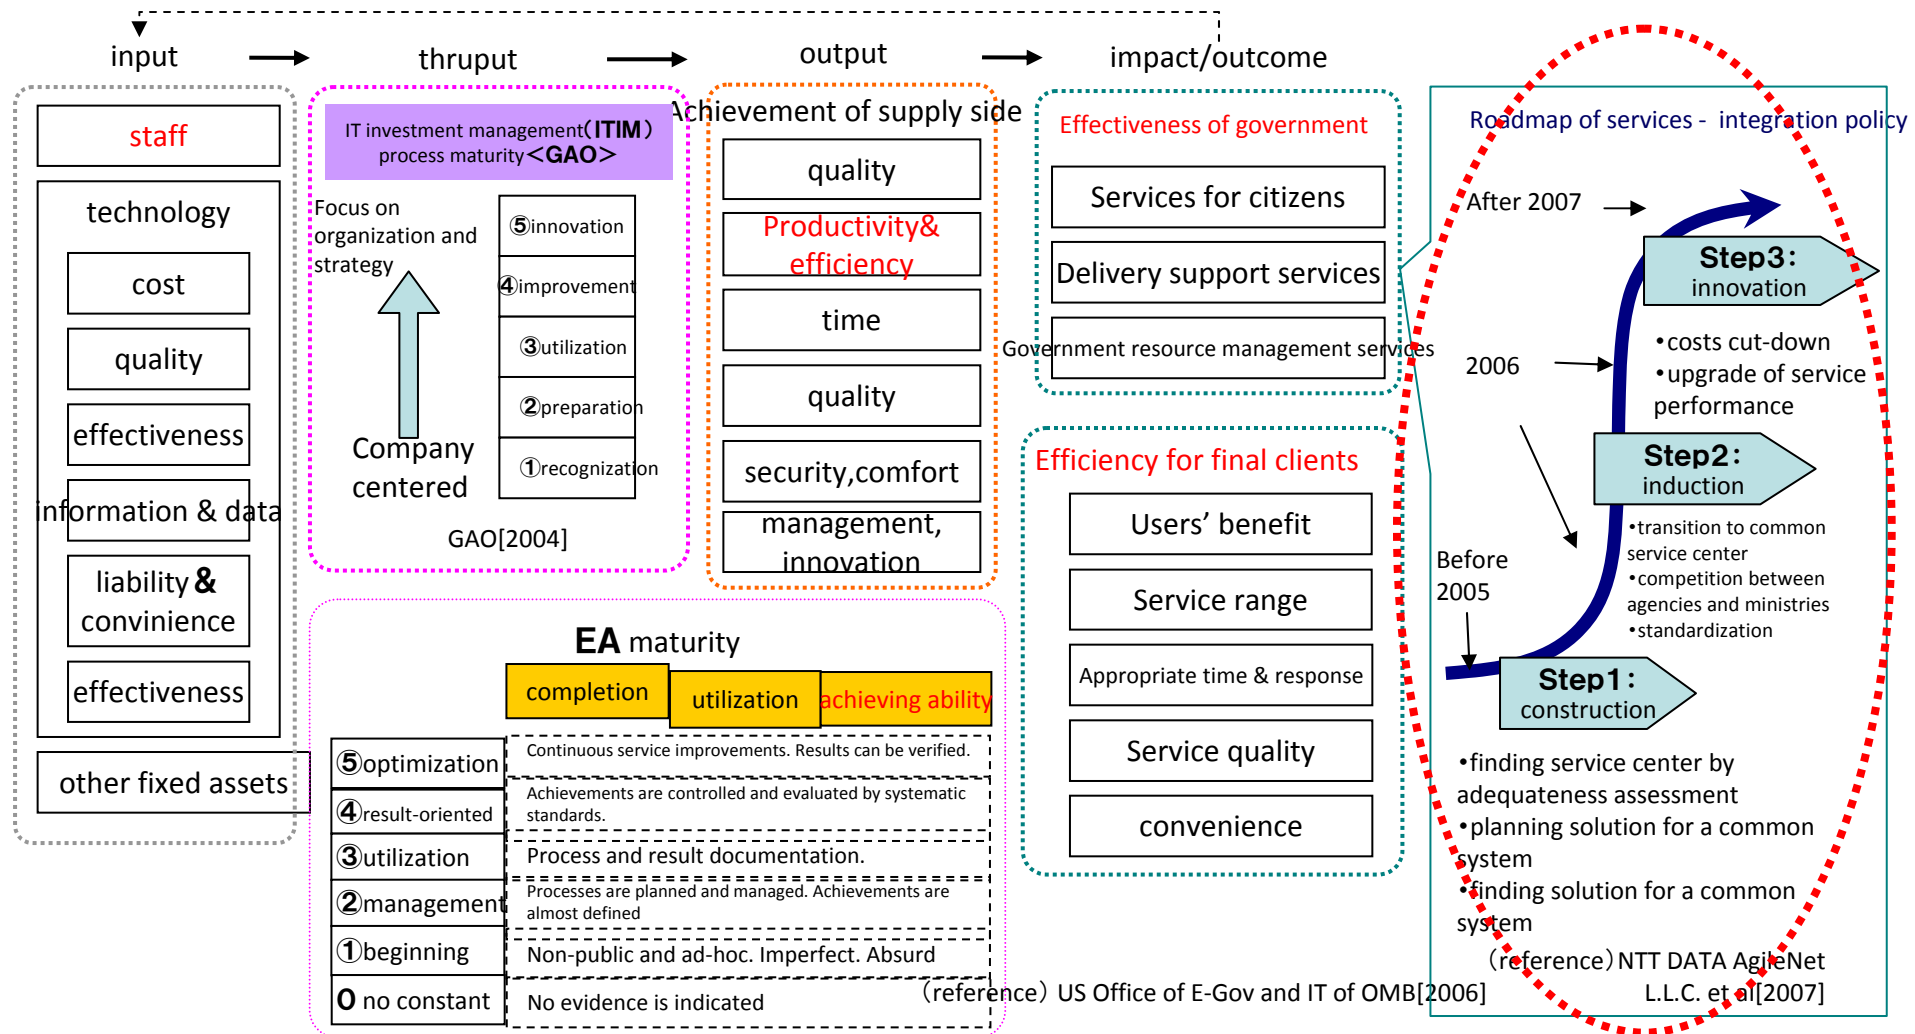 input
thruput
output
impact/outcome
staff
technology
cost
quality
effectiveness
information & data
liability &
convinience
effectiveness
other fixed assets
IT investment management(ITIM)
process maturity<GAO>
Focus on
organization and
strategy
Company
centered
⑤innovation
④improvement
③utilization
②preparation
①recognization
GAO[2004]
Achievement of supply side
quality
Productivity&
efficiency
time
quality
security,comfort
management,
innovation
Effectiveness of government
Services for citizens
Delivery support services
Government resource management services
Efficiency for final clients
Users’ benefit
Service range
Appropriate time & response
Service quality
convenience
EA maturity
completion
utilization
achieving ability
⑤optimization
Continuous service improvements. Results can be verified.
④result-oriented
Achievements are controlled and evaluated by systematic
standards.
③utilization
Process and result documentation.
②management
Processes are planned and managed. Achievements are
almost defined
①beginning
Non-public and ad-hoc. Imperfect. Absurd
0 no constant
No evidence is indicated
(reference) US Office of E-Gov and IT of OMB[2006]
Roadmap of services - integration policy
After 2007
Step3:
innovation
•costs cut-down
•upgrade of service
performance
2006
Step2:
induction
•transition to common
service center
•competition between
agencies and ministries
•standardization
Before
2005
Step1:
construction
•finding service center by
adequateness assessment
•planning solution for a common
system
•finding solution for a common
system
(reference)NTT DATA AgileNet
L.L.C. et al[2007]